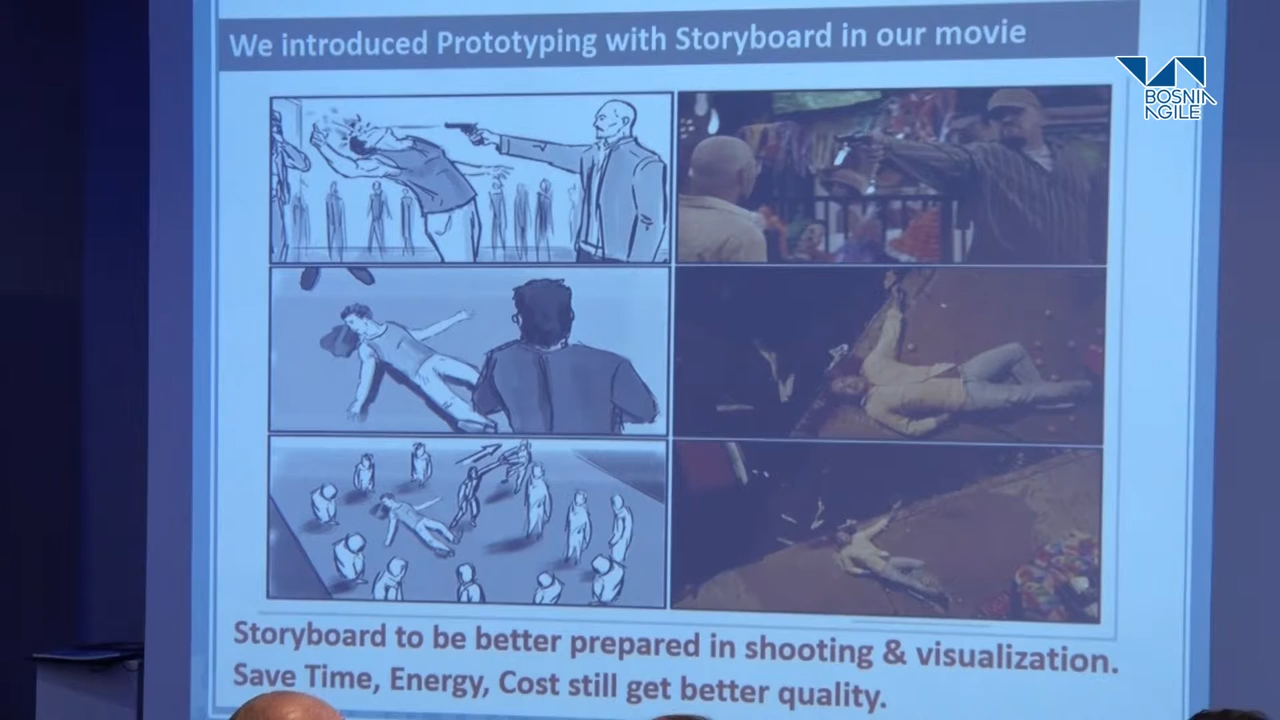 We introduced Prototyping with Storyboard in our movie
BOSNIA
AGILE
Storyboard to be better prepared in shooting & visualization.
Save Time, Energy, Cost still get better quality.